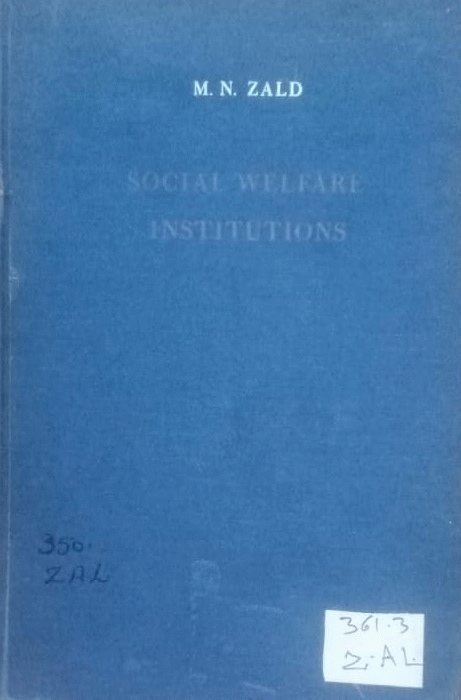 M. N. ZALD
SOCIAL WELFARE
INSTITUTIONS
350.
ZAL
361.3
Z.AL